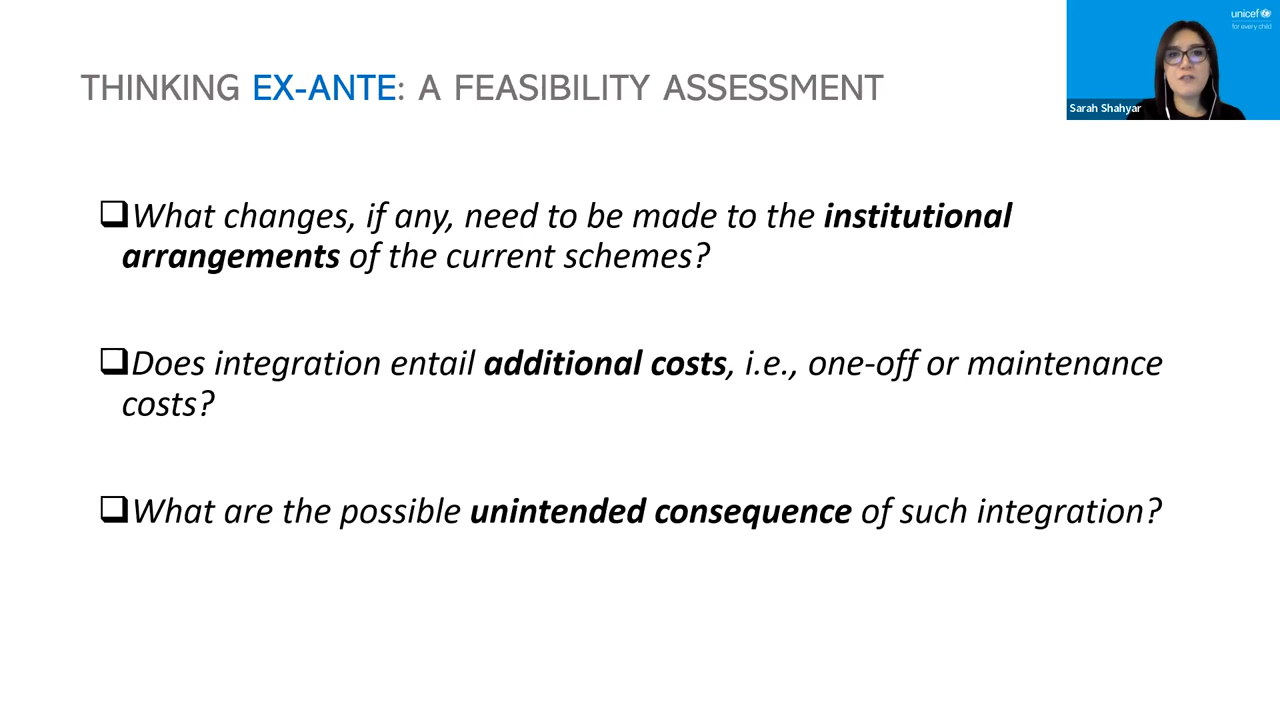 unicef
for every child
THINKING EX-ANTE: A FEASIBILITY ASSESSMENT
Sarah Shahyar
What changes, if any, need to be made to the institutional
arrangements of the current schemes?
Does integration entail additional costs, i.e., one-off or maintenance
costs?
What are the possible unintended consequence of such integration?